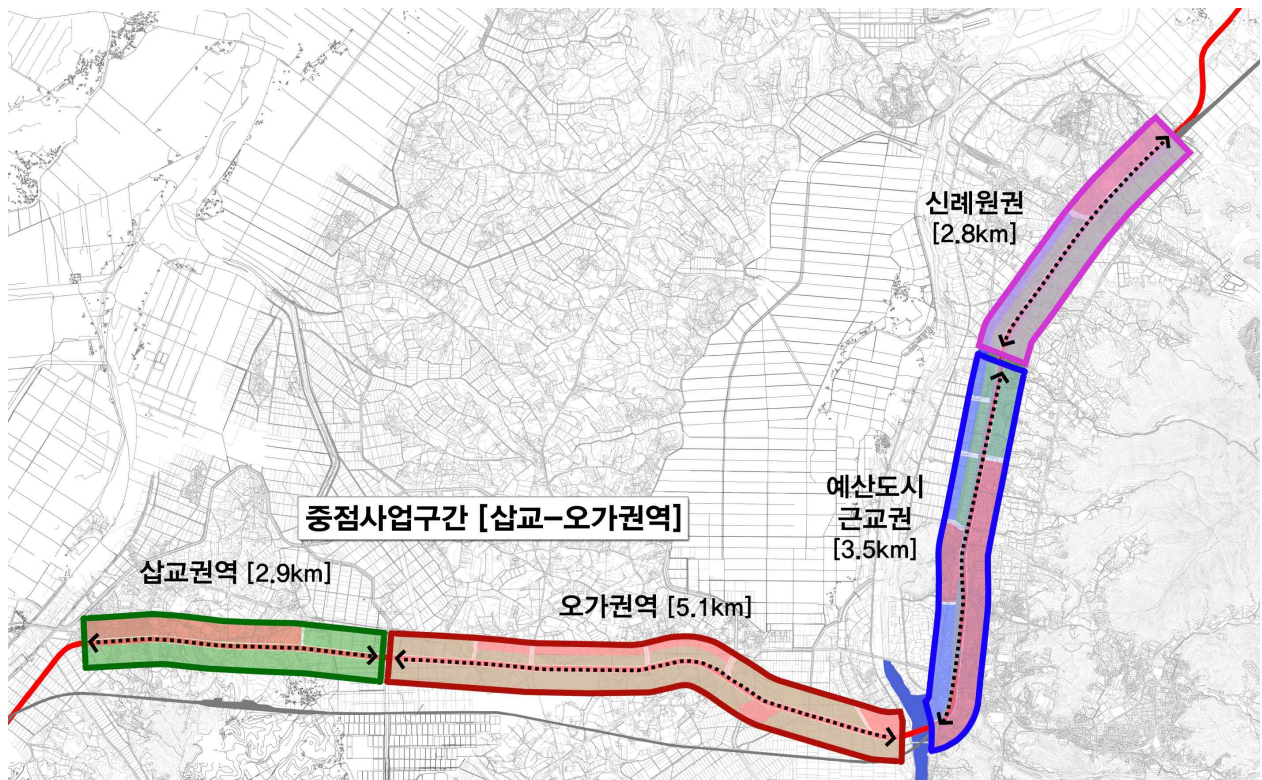 신례원권
[2.8km]
예산도시
근교권
[3.5km]
중점사업구간 [삽교-오가권역]
삽교권역 [2.9km]
오가권역 [5.1km]